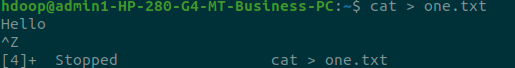 hdoop@admin1-HP-280-G4-MT-Business-PC:~$ cat > one.txt
Hello
^Z
[4]+  Stopped                 cat > one.txt